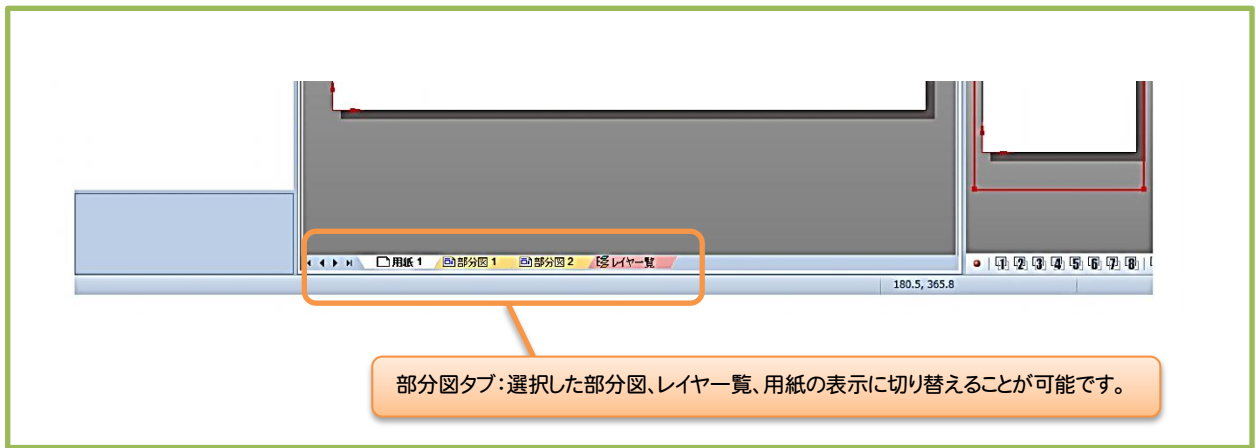 用紙 1 部分図 1 部分図 2 レイヤ一覧
1 2 3 4 5 6 7 8
180.5, 365.8
部分図タブ：選択した部分図、レイヤ一覧、用紙の表示に切り替えることが可能です。